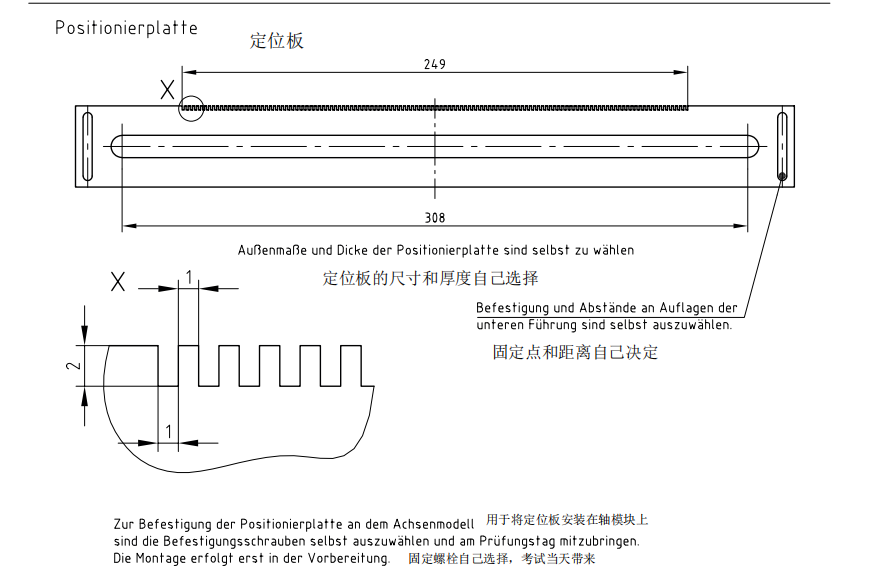 Positionierplatte
定位板
249
X
308
Außenmaße und Dicke der Positionierplatte sind selbst zu wählen
定位板的尺寸和厚度自己选择
X
1
Befestigung und Abstände an Auflagen der
unteren Führung sind selbst auszuwählen.
固定点和距离自己决定
2
1
Zur Befestigung der Positionierplatte an dem Achsenmodell 用于将定位板安装在轴模块上
sind die Befestigungsschrauben selbst auszuwählen und am Prüfungstag mitzubringen.
Die Montage erfolgt erst in der Vorbereitung. 固定螺栓自己选择，考试当天带来